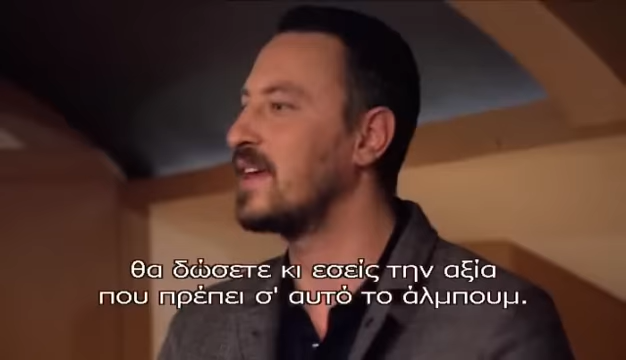 θα δώσετε κι εσείς την αξία
που πρέπει σ' αυτό το άλμπουμ.